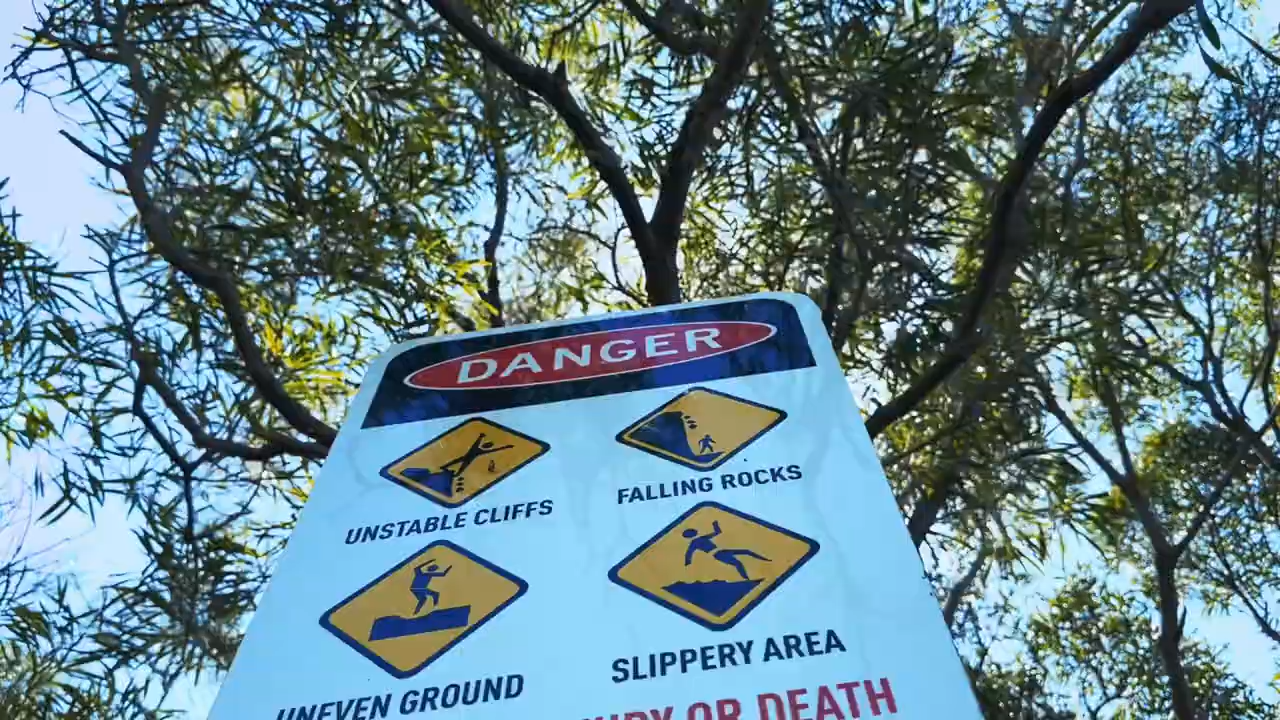 DANGER
UNSTABLE CLIFFS
FALLING ROCKS
UNEVEN GROUND
SLIPPERY AREA
OR DEATH